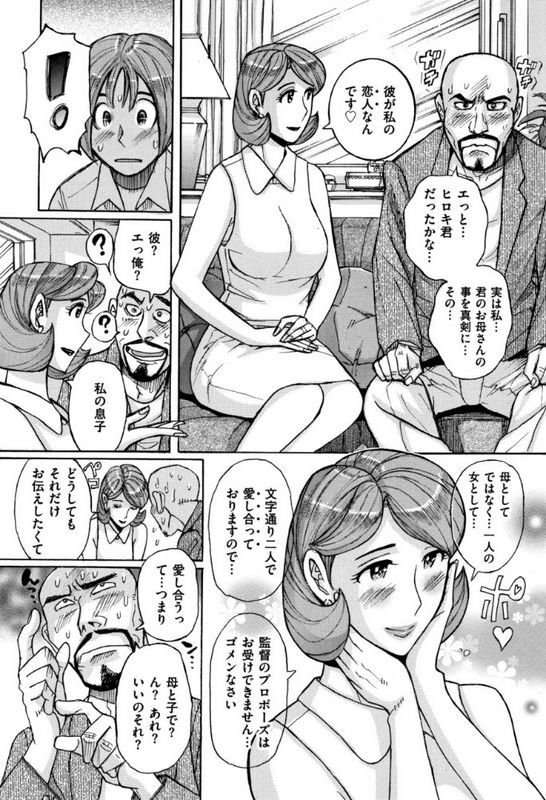 ガチ
ガチ
彼が私の
恋人なん
です♡
エっと…
ヒロキ君
だったかな…
実は私…
君のお母さんの
事を真剣に…
その…
！
彼？
エっ俺？
？
？
私の息子
母として
ではなく…一人の
女として…
ポ
♡
文字通り二人で
愛し合って
おりますので…
監督のプロポーズは
お受けできません…
ゴメンなさい
どうしても
それだけ
お伝えしたくて
ペコ
愛し合うっ
て…つまり
ん〜
母と子で？
ん？あれ？
いいのそれ？